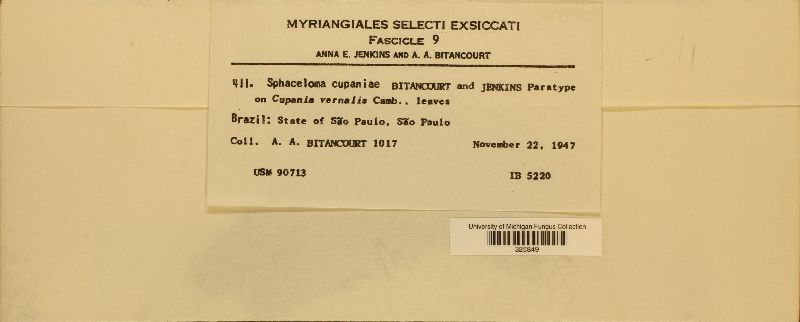 MYRIANGIALES SELECTI EXSICCATI
FASCICLE 9
ANNA E. JENKINS AND A. A. BITANCOURT
411. Sphaceloma cupaniae BITANCOURT and JENKINS Paratype
on Cupania vernalis Camb., leaves
Brazil: State of São Paulo, São Paulo
Coll. A. A. BITANCOURT 1017 November 22, 1947
USM 90713 IB 5220
University of Michigan Fungus Collection
325849